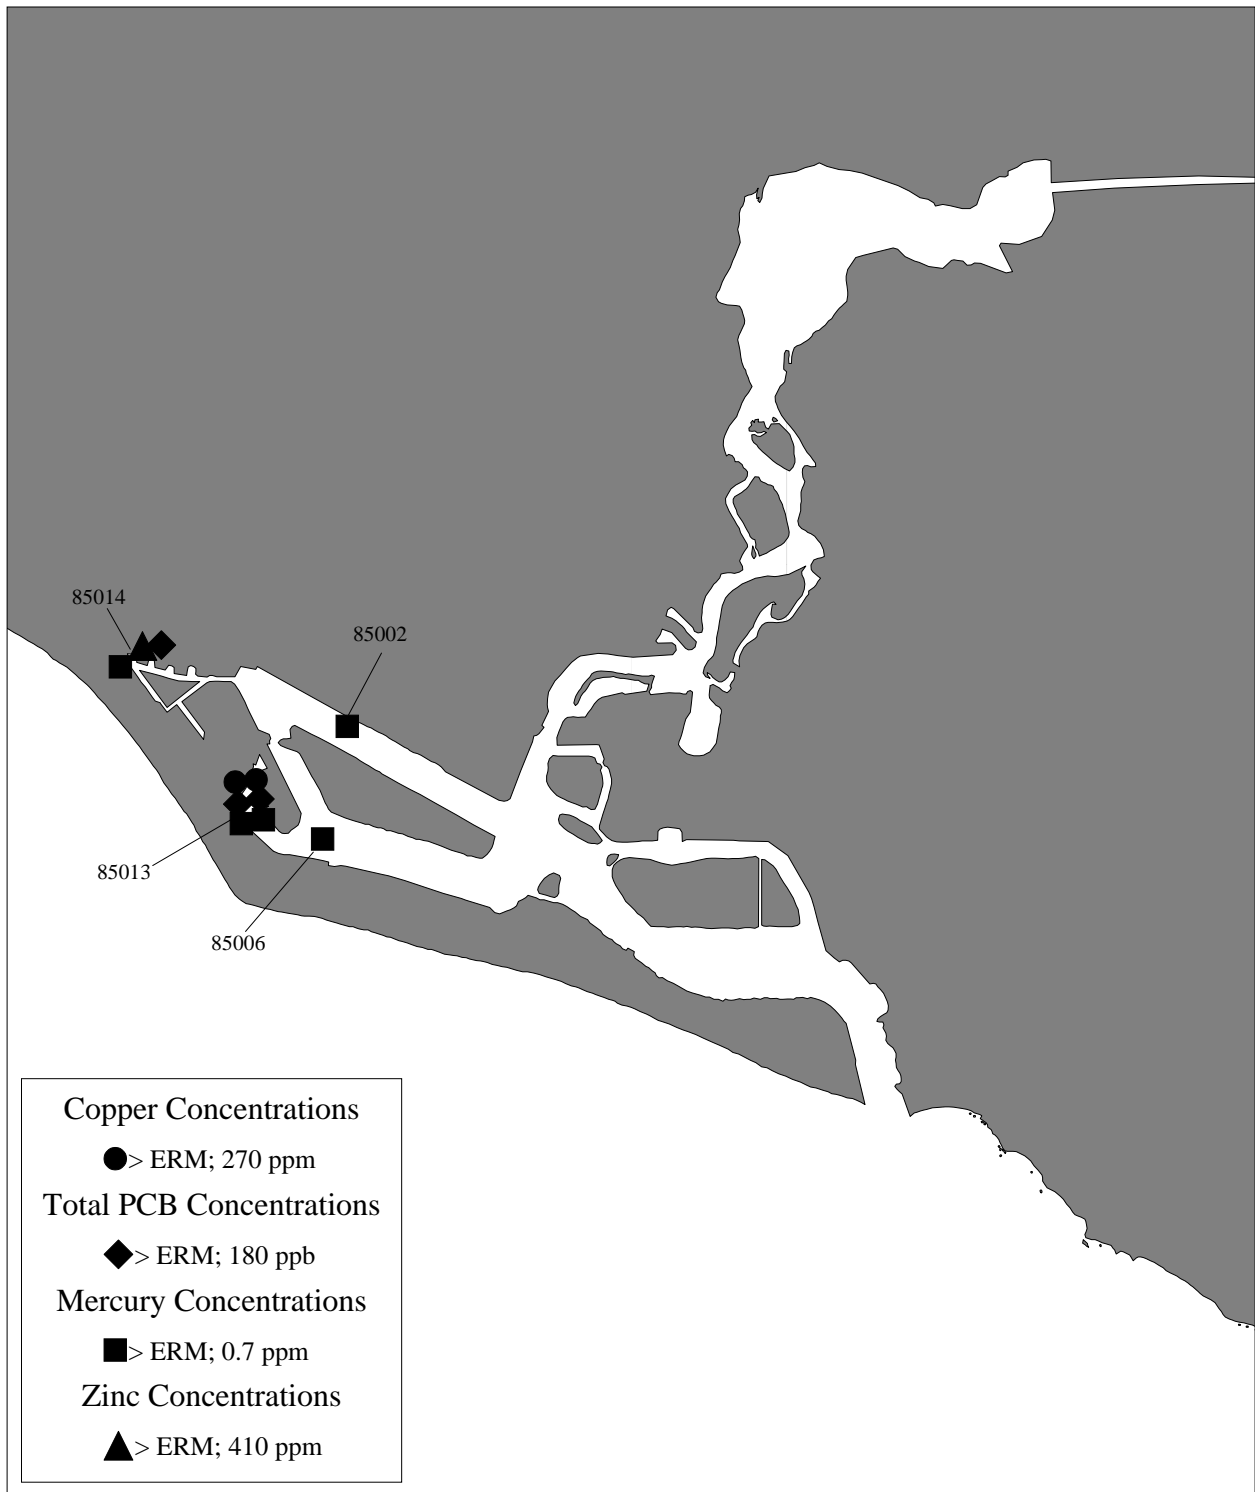 85014
85002
85013
85006
Copper Concentrations
> ERM; 270 ppm
Total PCB Concentrations
> ERM; 180 ppb
Mercury Concentrations
> ERM; 0.7 ppm
Zinc Concentrations
> ERM; 410 ppm